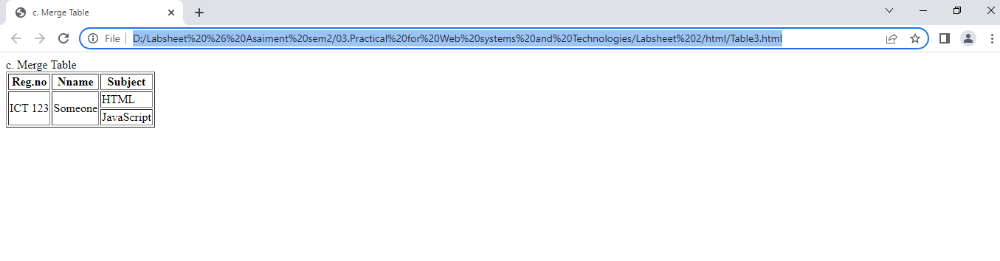 c. Merge Table
File D:/Labsheet%20%26%20Asaiment%20sem2/03.Practical%20for%20Web%20systems%20and%20Technologies/Labsheet%202/html/Table3.html
c. Merge Table
Reg.no Nname Subject
ICT 123 Someone HTML
JavaScript